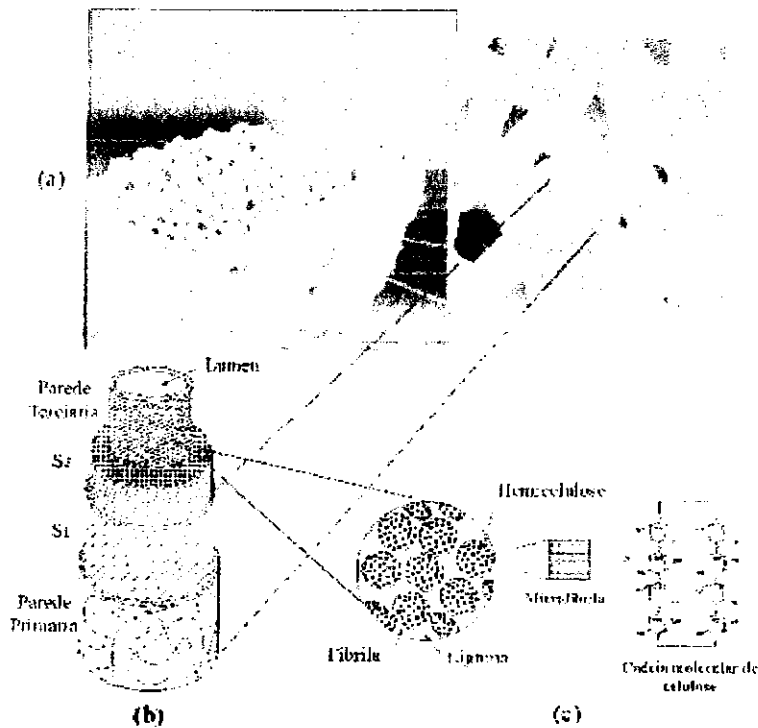 (a)
Lumen
Parede
Terciária
S2
S1
Parede
Primária
Hemicelulose
Microfibrila
Fibrila
Lignina
Cadeia molecular de
celulose
(b)
(c)